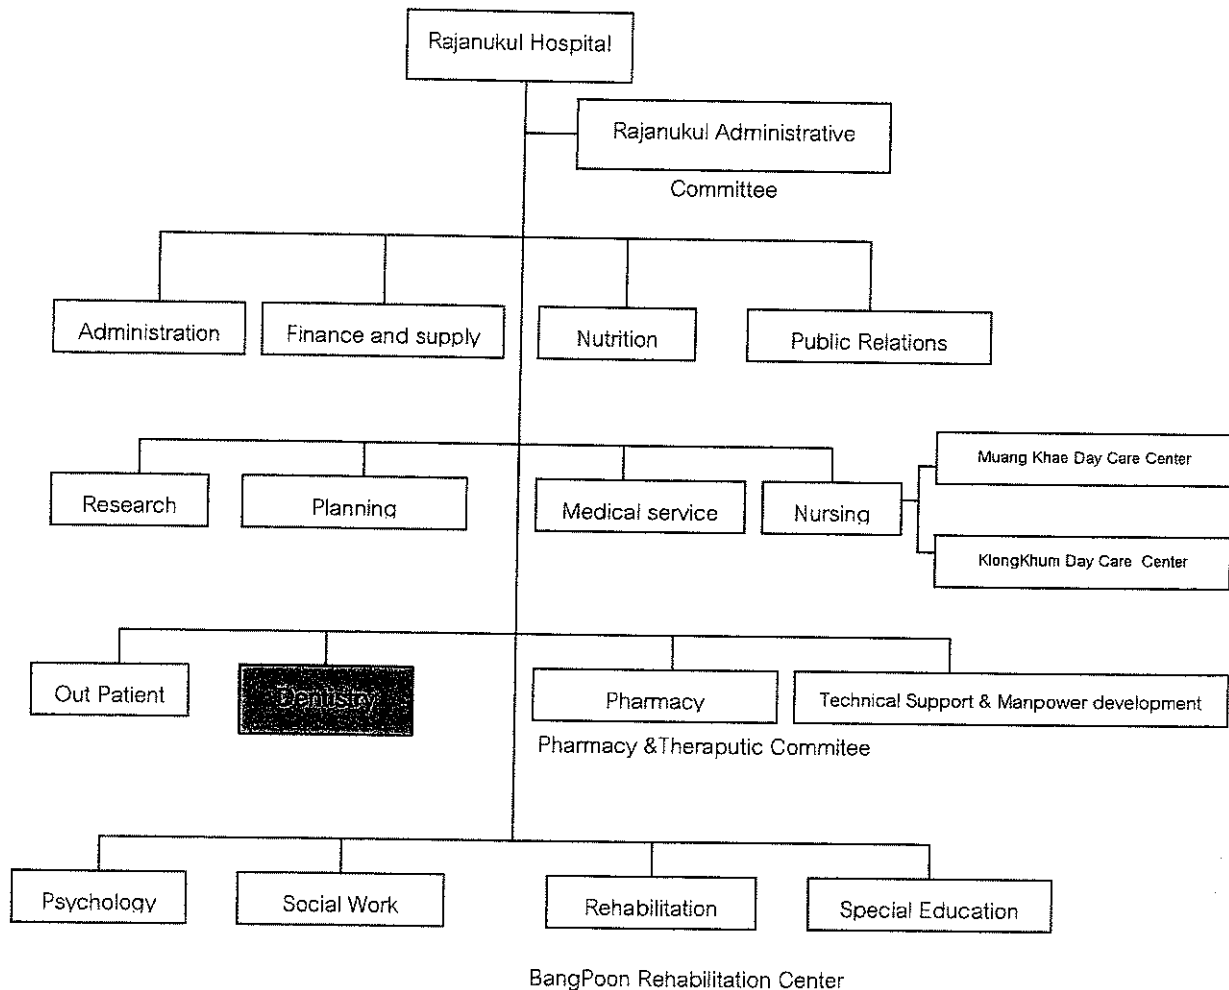 Rajanukul Hospital
Rajanukul Administrative
Committee
Administration
Finance and supply
Nutrition
Public Relations
Research
Planning
Medical service
Nursing
Muang Khae Day Care Center
KlongKhum Day Care Center
Out Patient
Dentistry
Pharmacy
Technical Support & Manpower development
Pharmacy &Theraputic Commitee
Psychology
Social Work
Rehabilitation
Special Education
BangPoon Rehabilitation Center